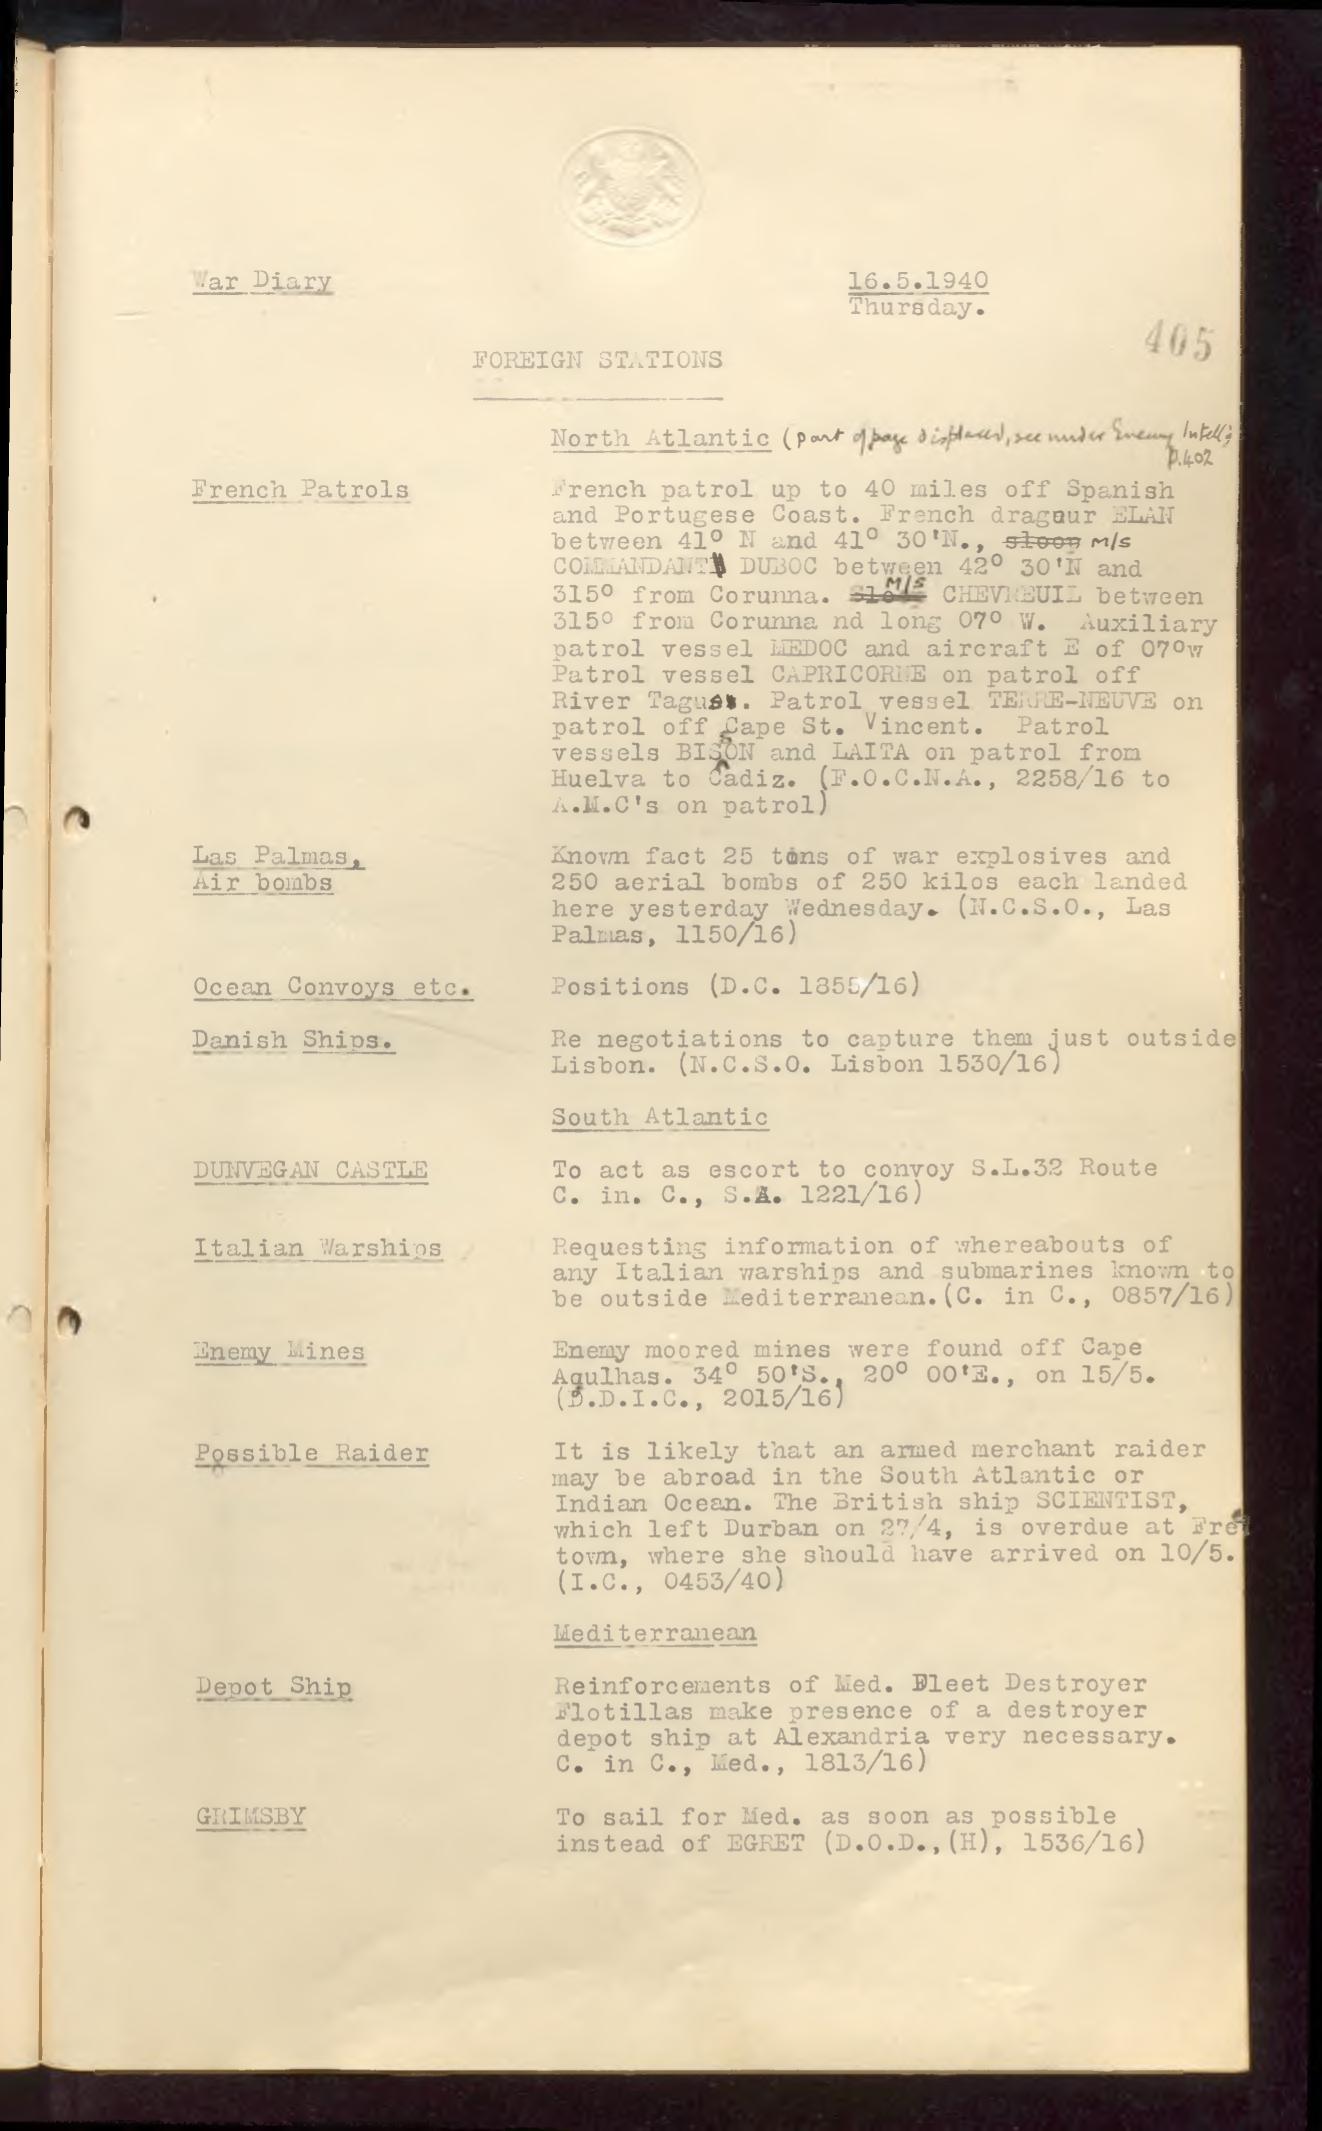 War Diary
16.5.1940
Thursday.
405
FOREIGN STATIONS
North Atlantic (part of page displaced, see under Enemy Intell;
p.402
French Patrols
French patrol up to 40 miles off Spanish
and Portugese Coast. French dragour ELAN
between 41° N and 41° 30'N., sloop M/S
COMMANDANT DUBOC between 42° 30'N and
315° from Corunna. Sloop M/S CHEVREUIL between
315° from Corunna nd long 07° W. Auxiliary
patrol vessel MEDOC and aircraft E of 07°w
Patrol vessel CAPRICORNE on patrol off
River Tagus. Patrol vessel TERRE-NEUVE on
patrol off Cape St. Vincent. Patrol
vessels BISON and LAITA on patrol from
Huelva to Cadiz. (F.O.C.N.A., 2258/16 to
A.M.C's on patrol)
Las Palmas,
Air bombs
Known fact 25 tons of war explosives and
250 aerial bombs of 250 kilos each landed
here yesterday Wednesday. (N.C.S.O., Las
Palmas, 1150/16)
Ocean Convoys etc.
Positions (D.C. 1855/16)
Danish Ships.
Re negotiations to capture them just outside
Lisbon. (N.C.S.O. Lisbon 1530/16)
South Atlantic
DUNVEGAN CASTLE
To act as escort to convoy S.L.32 Route
C. in. C., S.A. 1221/16)
Italian Warships
Requesting information of whereabouts of
any Italian warships and submarines known to
be outside Mediterranean.(C. in C., 0857/16)
Enemy Mines
Enemy moored mines were found off Cape
Agulhas. 34° 50'S., 20° 00'E., on 15/5.
(D.D.I.C., 2015/16)
Possible Raider
It is likely that an armed merchant raider
may be abroad in the South Atlantic or
Indian Ocean. The British ship SCIENTIST,
which left Durban on 27/4, is overdue at Free
town, where she should have arrived on 10/5.
(I.C., 0453/40)
Mediterranean
Depot Ship
Reinforcements of Med. Fleet Destroyer
Flotillas make presence of a destroyer
depot ship at Alexandria very necessary.
C. in C., Med., 1813/16)
GRIMSBY
To sail for Med. as soon as possible
instead of EGRET (D.O.D.,(H), 1536/16)